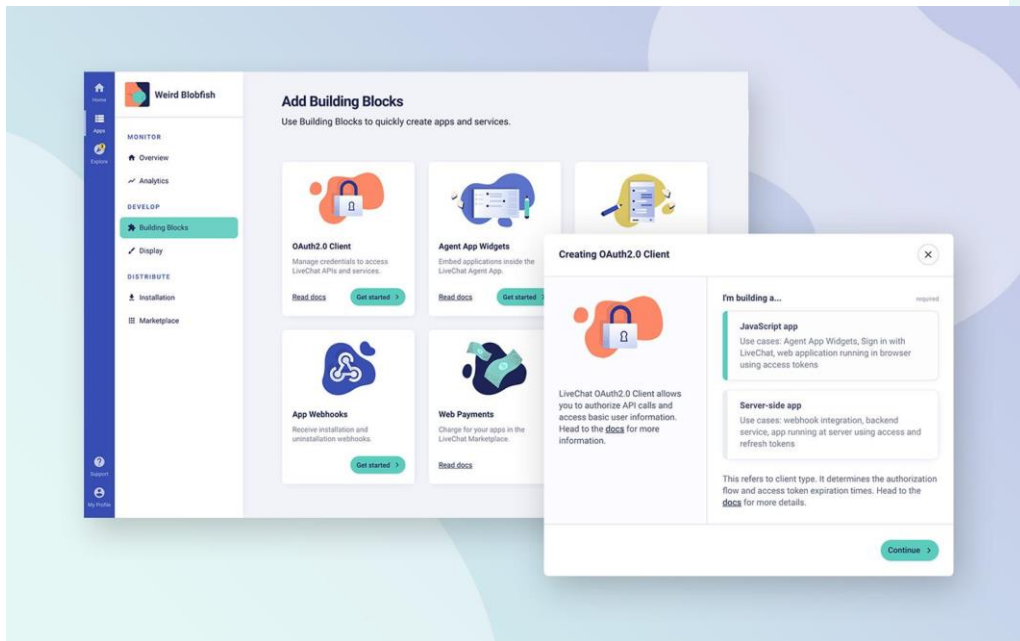 Home
Apps
Explore
Support
My Profile
Weird Blobfish
MONITOR
Overview
Analytics
DEVELOP
Building Blocks
Display
DISTRIBUTE
Installation
Marketplace
Add Building Blocks
Use Building Blocks to quickly create apps and services.
OAuth2.0 Client
Manage credentials to access
LiveChat APIs and services.
Read docs
Get started
Agent App Widgets
Embed applications inside the
LiveChat Agent App.
Read docs
Get started
App Webhooks
Receive installation and
uninstallation webhooks.
Get started
Web Payments
Charge for your apps in the
LiveChat Marketplace.
Read docs
Creating OAuth2.0 Client
LiveChat OAuth2.0 Client allows
you to authorize API calls and
access basic user information.
Head to the docs for more
information.
I'm building a...
required
JavaScript app
Use cases: Agent App Widgets, Sign in with
LiveChat, web application running in browser
using access tokens
Server-side app
Use cases: webhook integration, backend
service, app running at server using access and
refresh tokens
This refers to client type. It determines the authorization
flow and access token expiration times. Head to the
docs for more details.
Continue